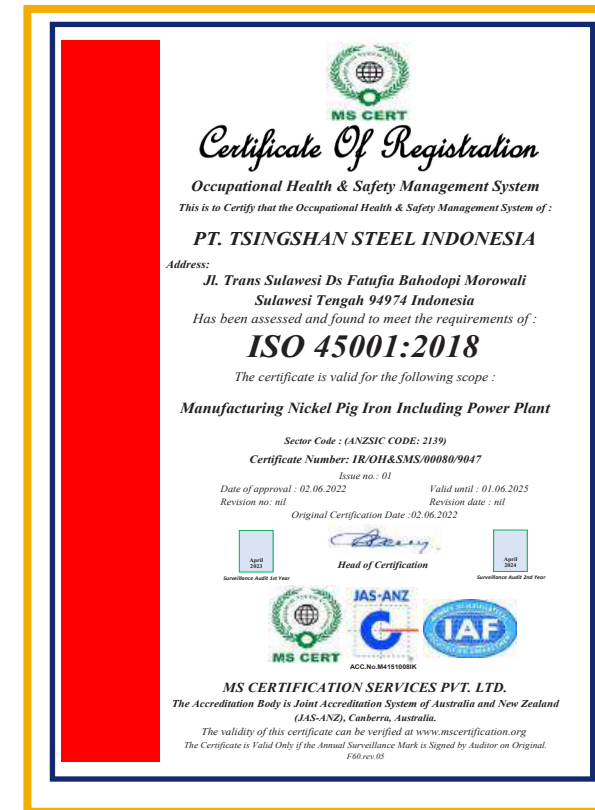 MS CERT
Certificate Of Registration
Occupational Health & Safety Management System
This is to Certify that the Occupational Health & Safety Management System of :
PT. TSINGSHAN STEEL INDONESIA
Address:
Jl. Trans Sulawesi Ds Fatufia Bahodopi Morowali
Sulawesi Tengah 94974 Indonesia
Has been assessed and found to meet the requirements of :
ISO 45001:2018
The certificate is valid for the following scope :
Manufacturing Nickel Pig Iron Including Power Plant
Sector Code : (ANZSIC CODE: 2139)
Certificate Number: IR/OH&SMS/00080/9047
Issue no.: 01
Date of approval : 02.06.2022 Valid until : 01.06.2025
Revision no: nil Revision date : nil
Original Certification Date :02.06.2022
April
2023
Surveillance Audit 1st Year
Head of Certification
April
2024
Surveillance Audit 2nd Year
MS CERT
JAS-ANZ
ACC.No.M4151008IK
IAF
MS CERTIFICATION SERVICES PVT. LTD.
The Accreditation Body is Joint Accreditation System of Australia and New Zealand
(JAS-ANZ), Canberra, Australia.
The validity of this certificate can be verified at www.mscertification.org
The Certificate is Valid Only if the Annual Surveillance Mark is Signed by Auditor on Original.
F60.rev.05